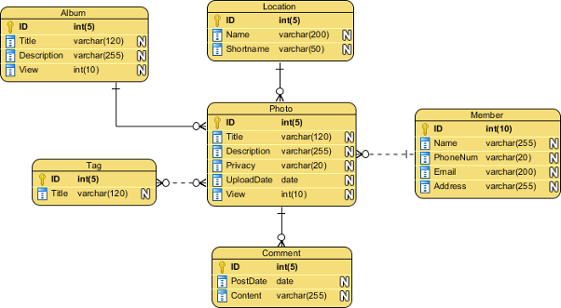 Album
ID int(5)
Title varchar(120) N
Description varchar(255) N
View int(10) N
Location
ID int(5)
Name varchar(200) N
Shortname varchar(50) N
Photo
ID int(5)
Title varchar(120) N
Description varchar(255) N
Privacy varchar(20) N
UploadDate date N
View int(10) N
Member
ID int(10)
Name varchar(255) N
PhoneNum varchar(20) N
Email varchar(200) N
Address varchar(255) N
Tag
ID int(5)
Title varchar(120) N
Comment
ID int(5)
PostDate date N
Content varchar(255) N